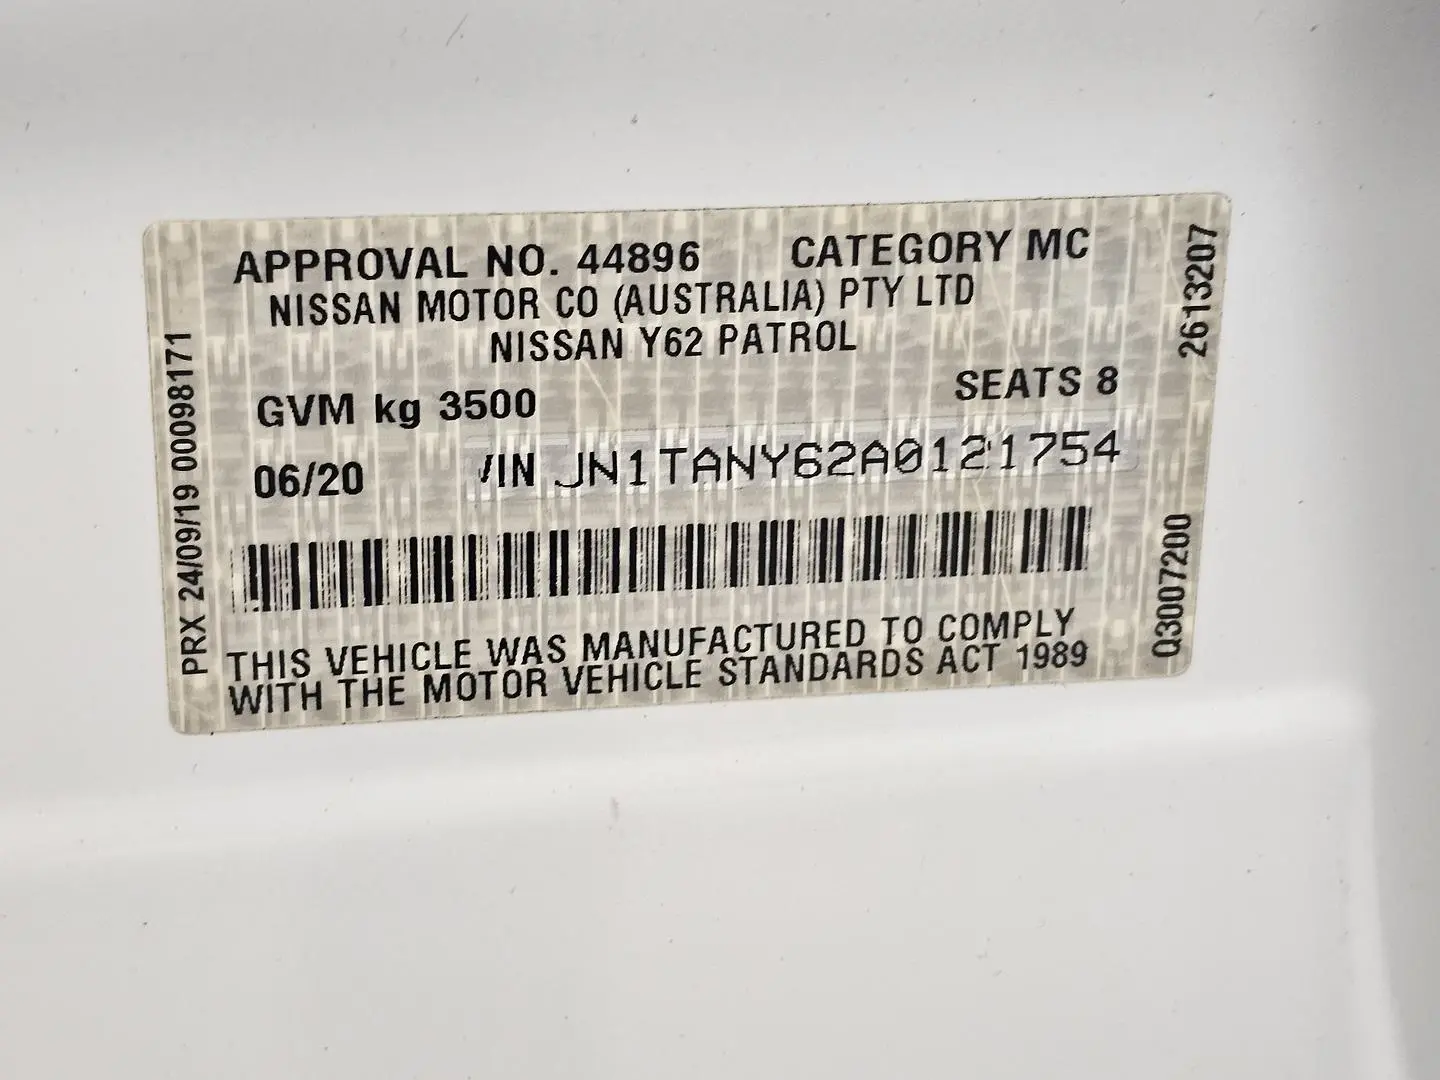 APPROVAL NO. 44896 CATEGORY MC
NISSAN MOTOR CO (AUSTRALIA) PTY LTD
NISSAN Y62 PATROL
GVM kg 3500 SEATS 8
06/20 VIN JN1TANY62A0121754
THIS VEHICLE WAS MANUFACTURED TO COMPLY
WITH THE MOTOR VEHICLE STANDARDS ACT 1989
PRX 24/09/19 00098171
2613207
Q3007200